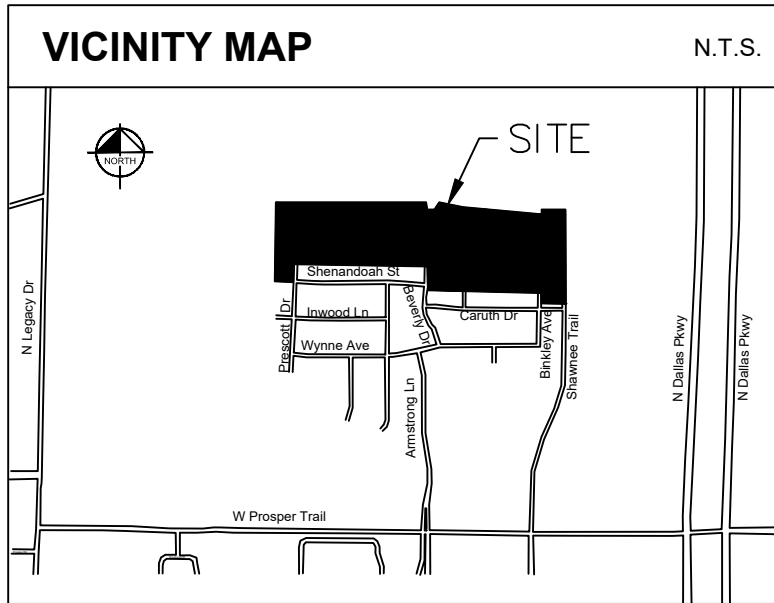 VICINITY MAP
N.T.S.
NORTH
SITE
Shenandoah St
Prescott Dr
Inwood Ln
Beverly Dr
Caruth Dr
Wynne Ave
Binkley Ave
Shawnee Trail
N Legacy Dr
N Dallas Pkwy
N Dallas Pkwy
Armstrong Ln
W Prosper Trail